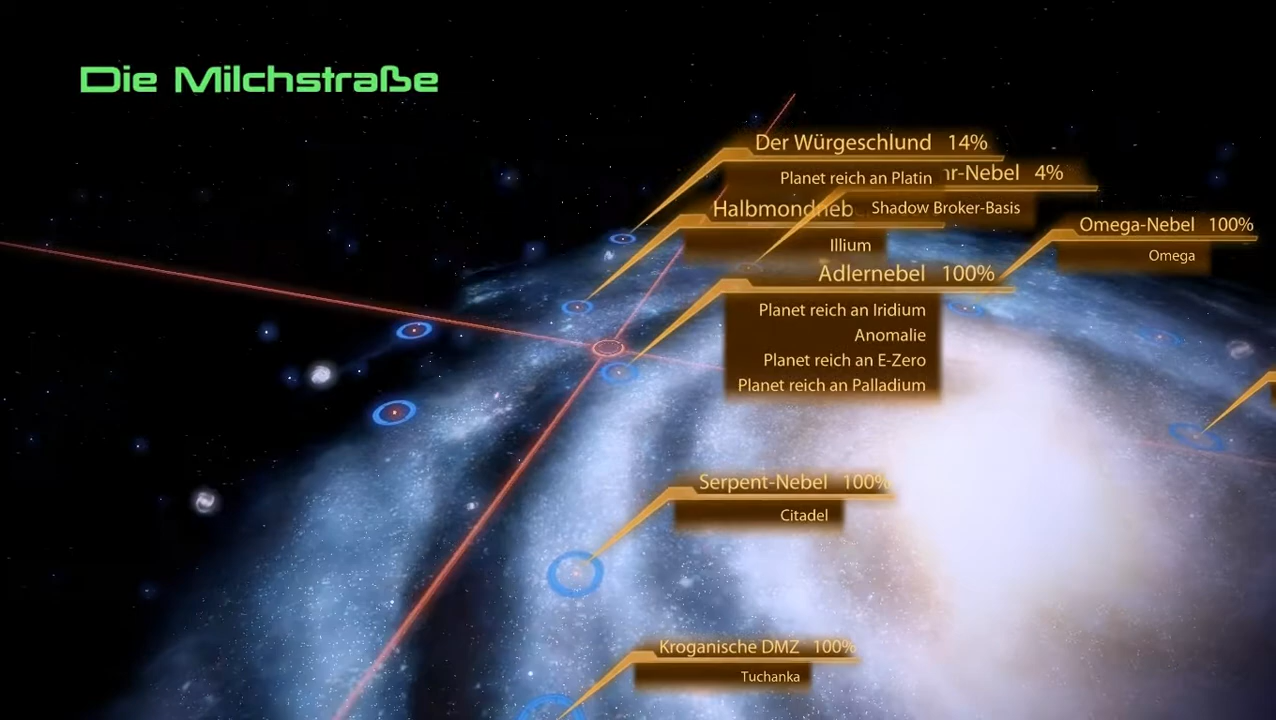 Die Milchstraße
Der Würgeschlund 14%
Planet reich an Platin
4%
Shadow Broker-Basis
Illium
Omega-Nebel 100%
Omega
Adlernebel 100%
Planet reich an Iridium
Anomalie
Planet reich an E-Zero
Planet reich an Palladium
Serpent-Nebel 100%
Citadel
Kroganische DMZ 100%
Tuchanka